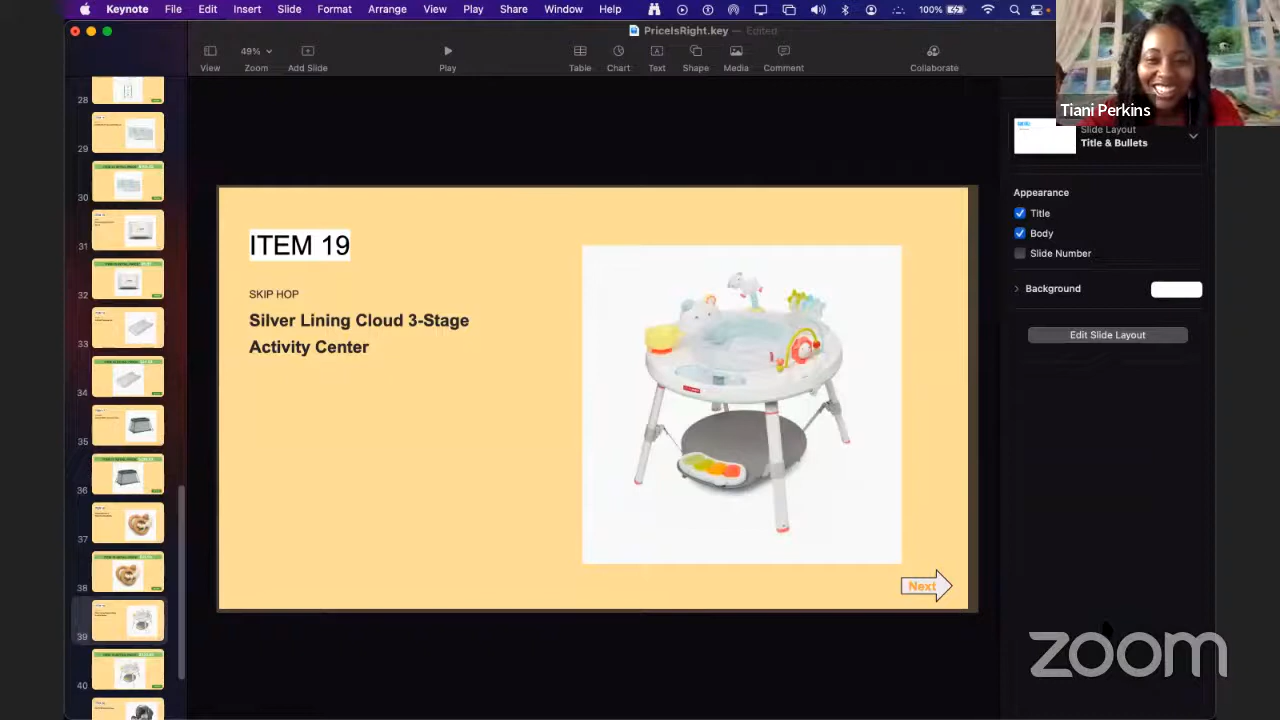 Keynote File Edit Insert Slide Format Arrange View Play Share Window Help 100%
PriceIsRight.key — Edited
49%
View Zoom Add Slide Play Table Chart Text Shape Media Comment Collaborate
Tiani Perkins
Slide Layout
Title & Bullets
Appearance
Title
Body
Slide Number
Background
Edit Slide Layout
28
29
30
31
32
33
34
35
36
37
38
39
40
ITEM 19
SKIP HOP
Silver Lining Cloud 3-Stage
Activity Center
Next
zoom